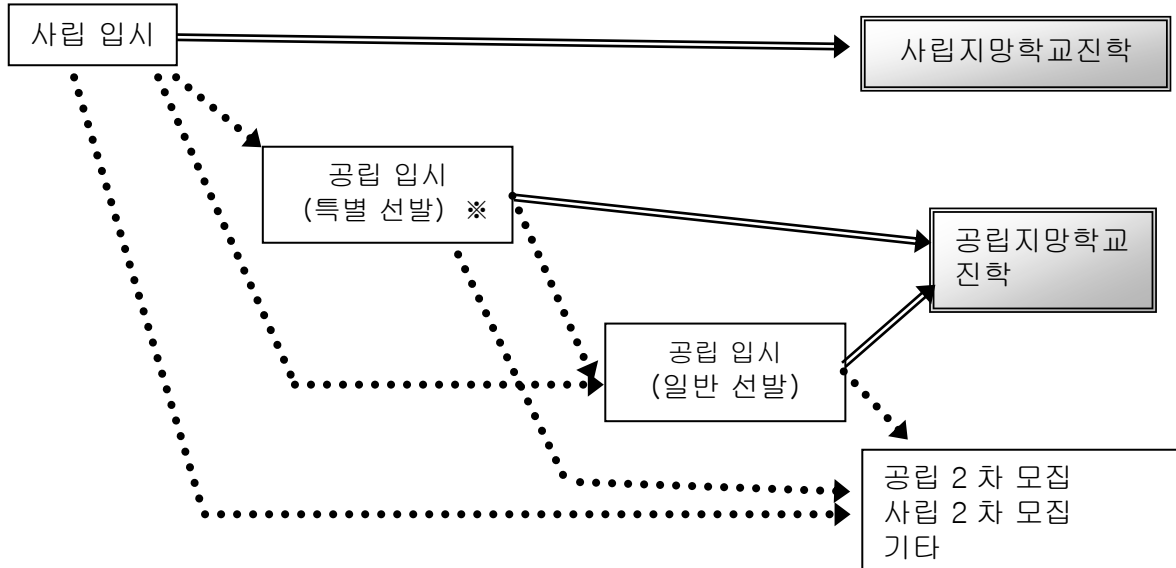 사립 입시
사립지망학교진학
공립 입시
(특별 선발) ※
공립지망학교
진학
공립 입시
(일반 선발)
공립 2 차 모집
사립 2 차 모집
기타